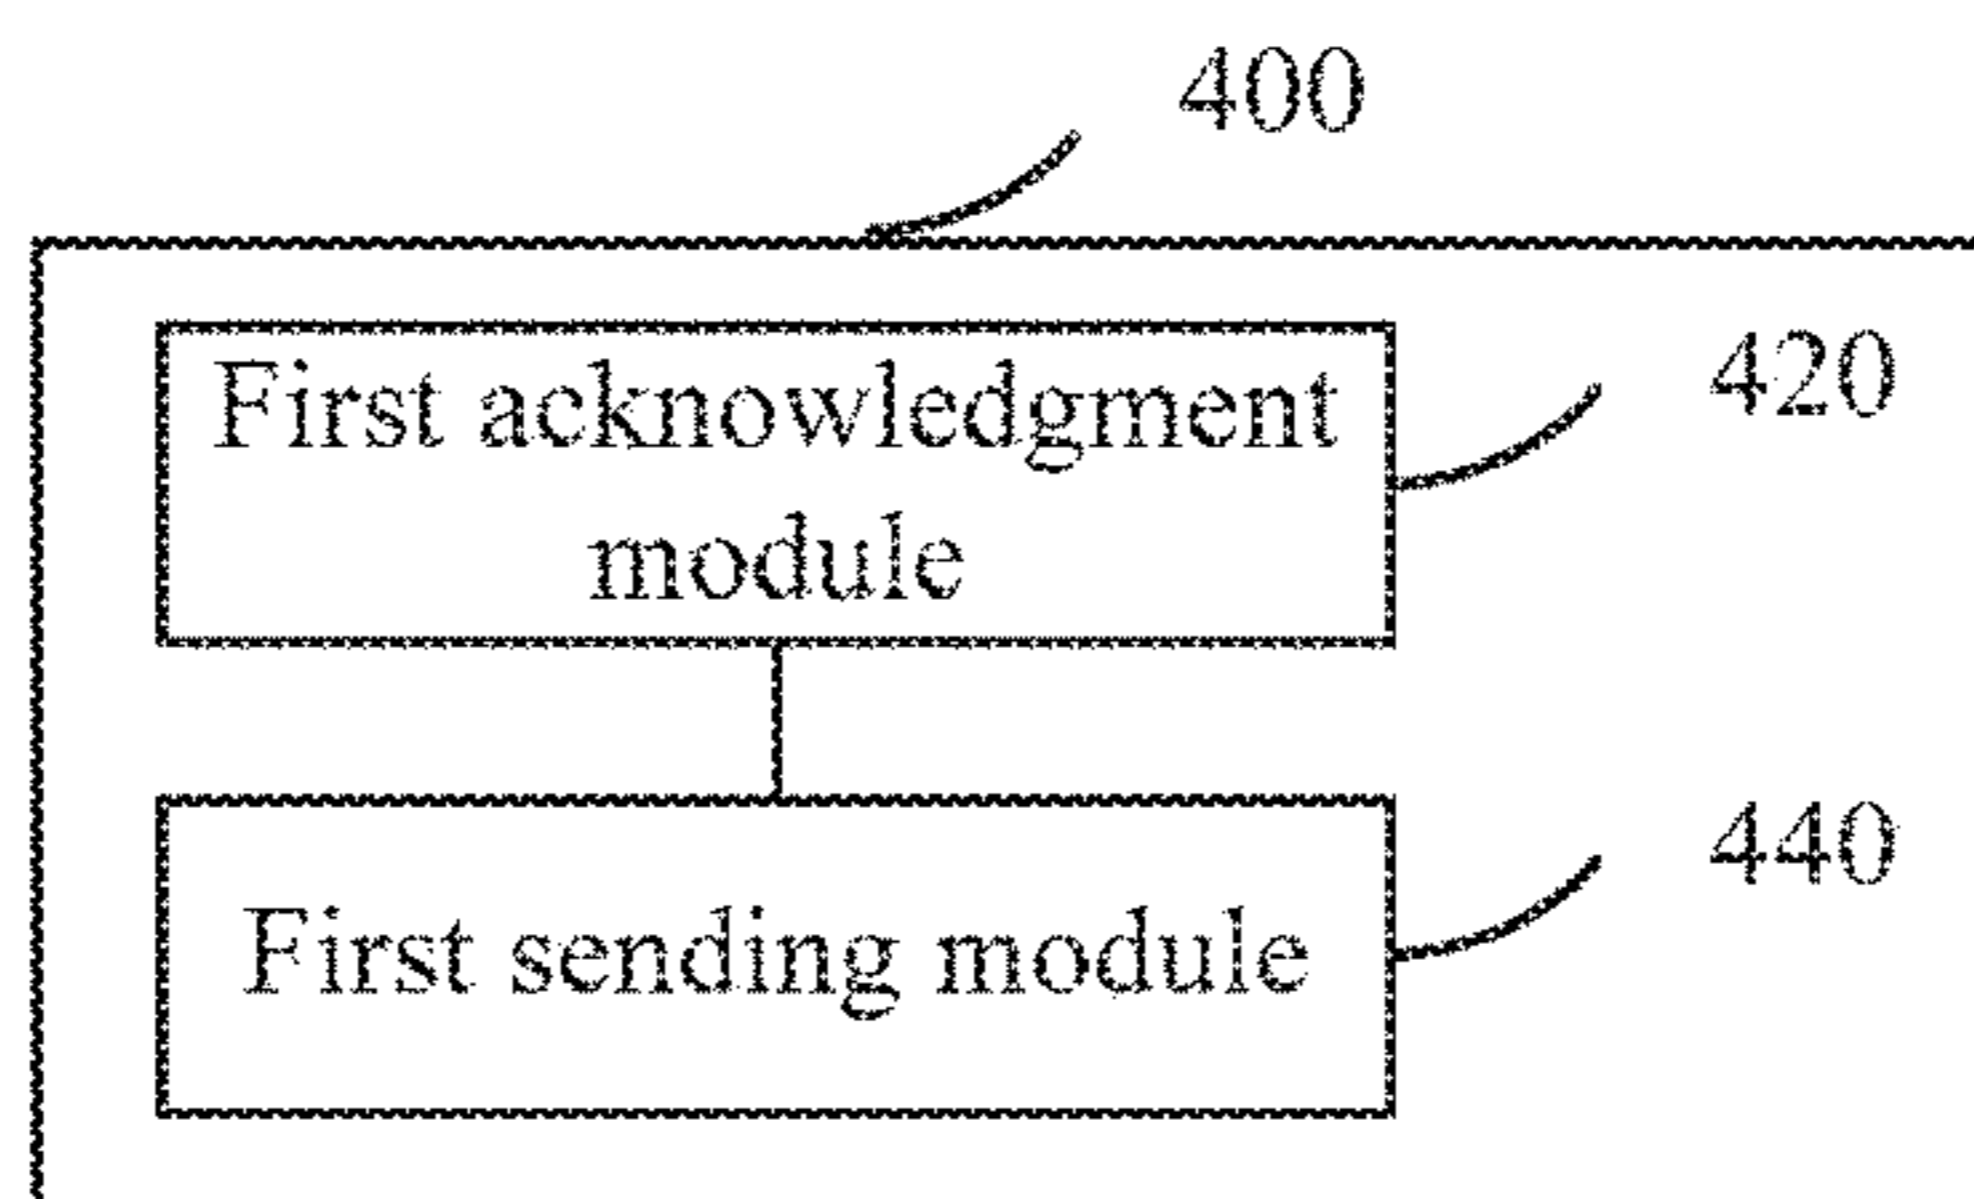 400
First acknowledgment
module
420
First sending module
440